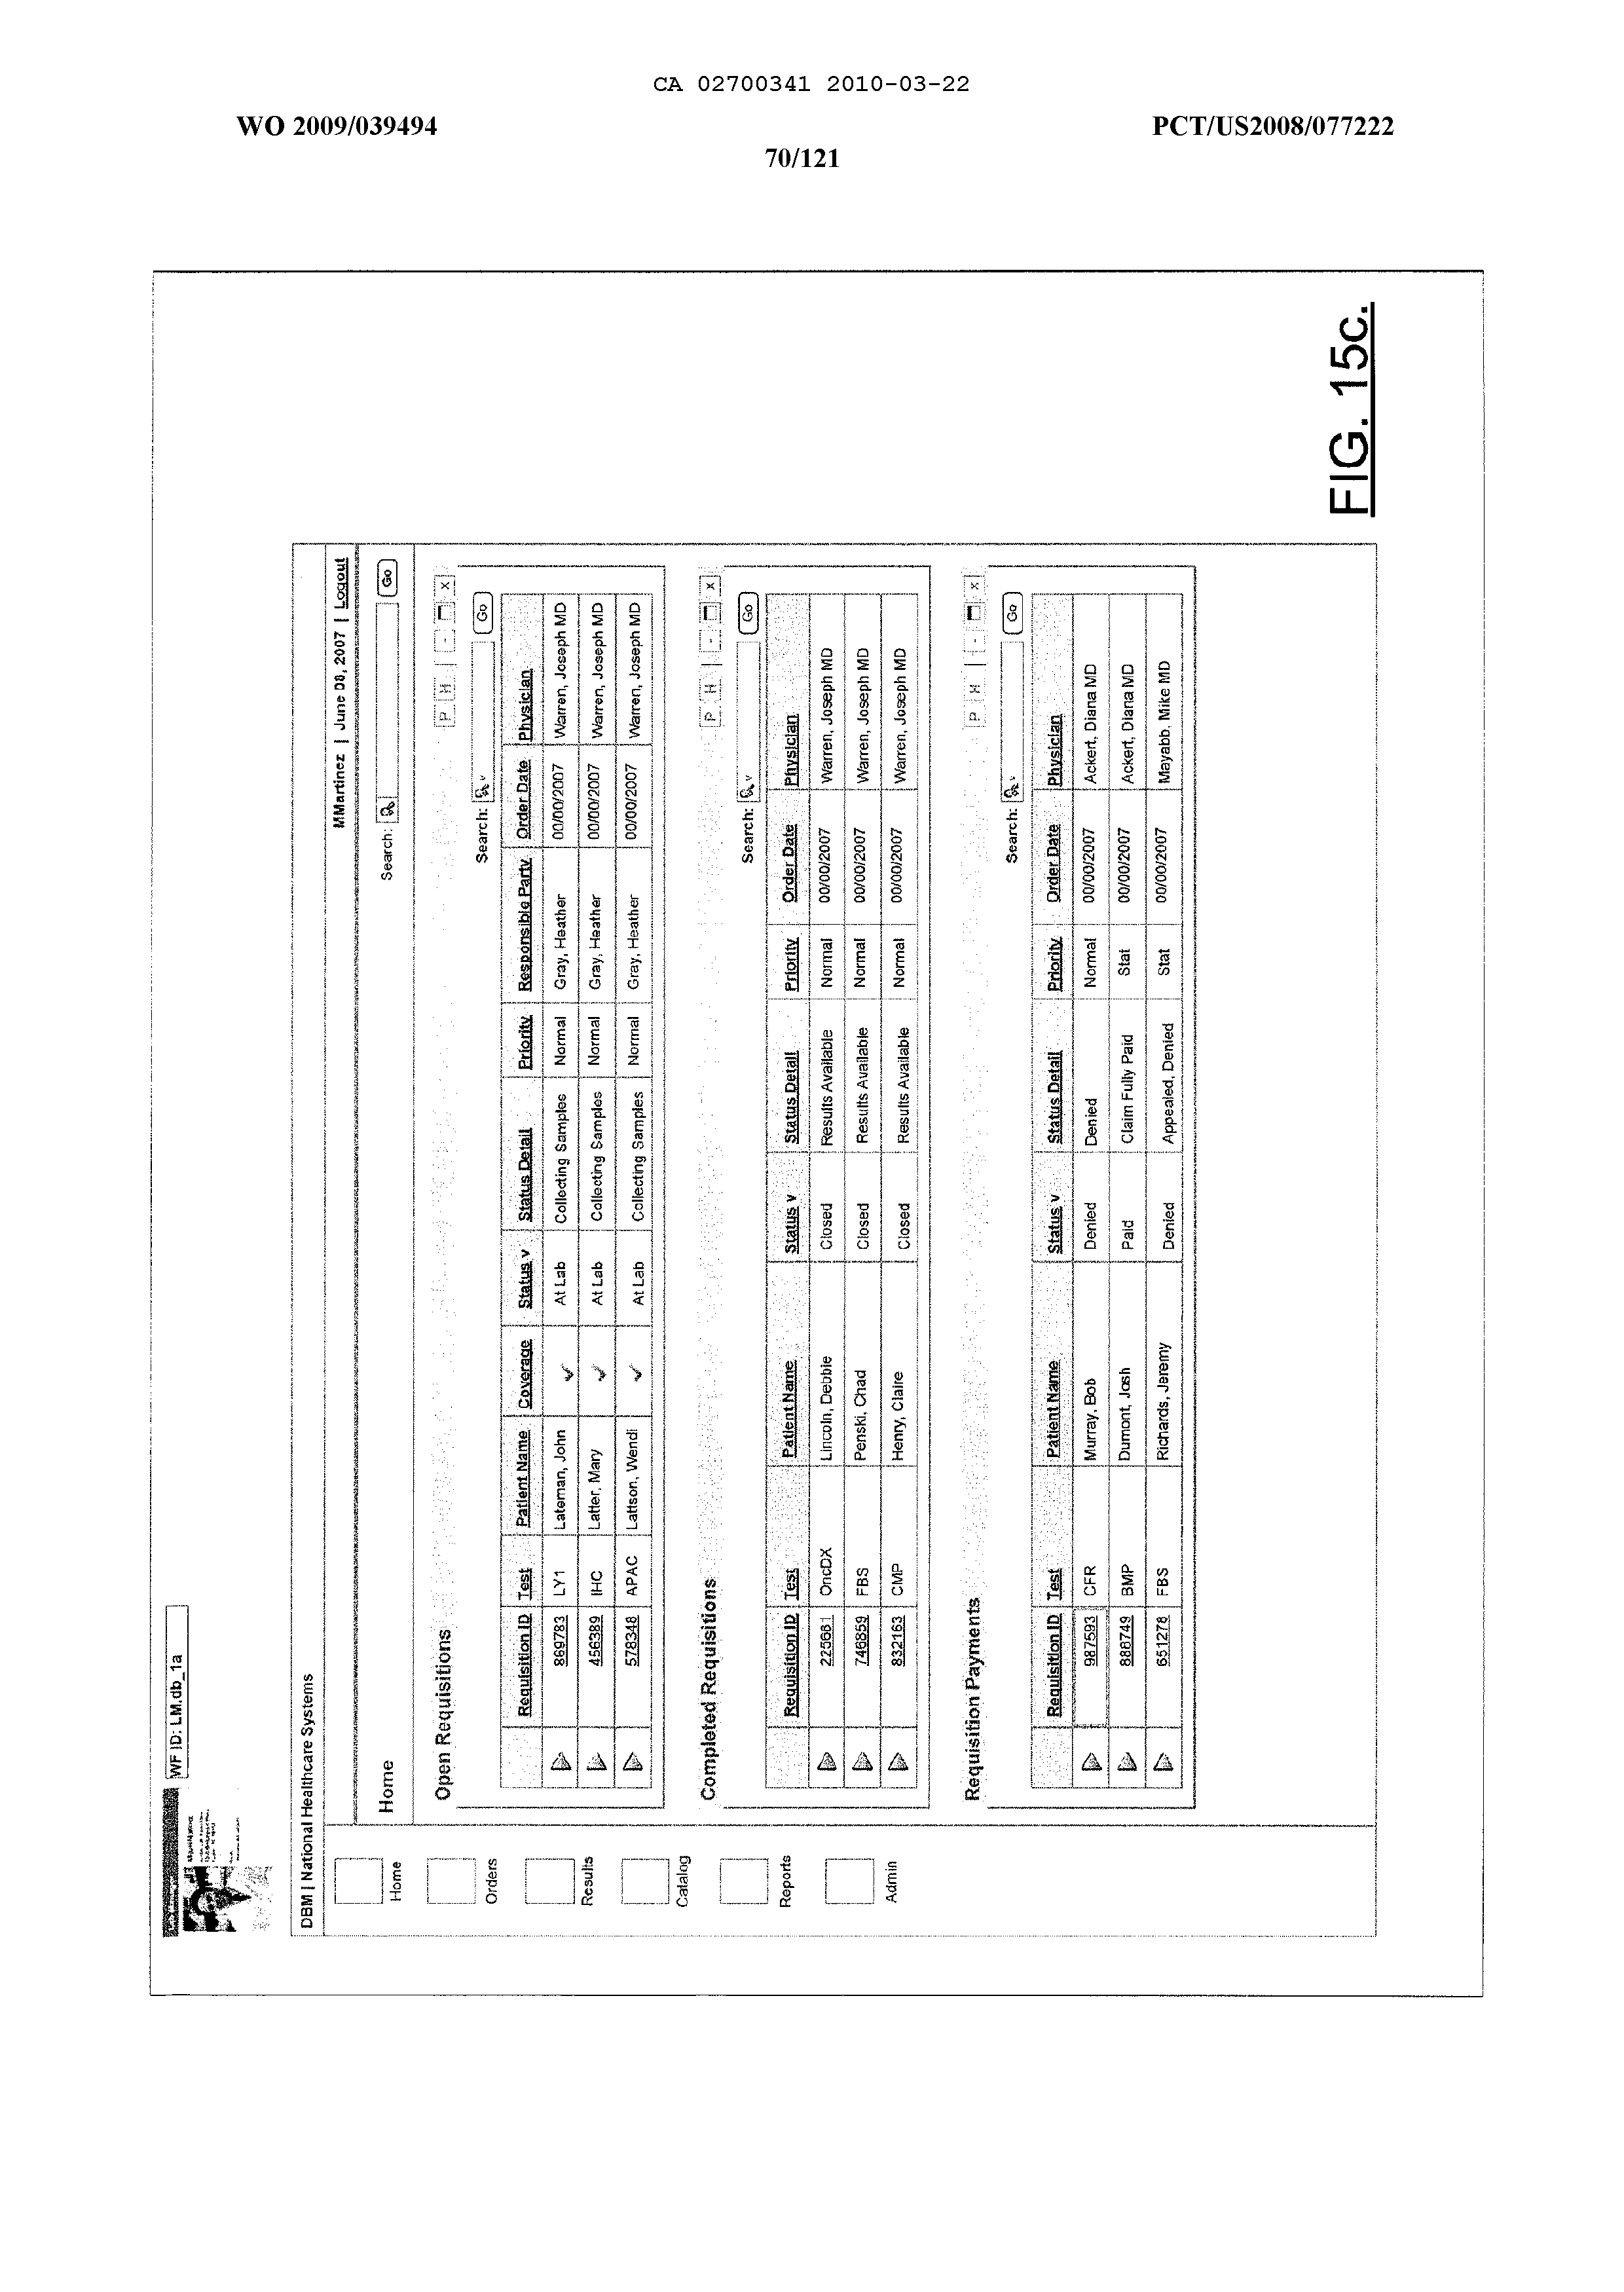 CA 02700341 2010-03-22
WO 2009/039494 PCT/US2008/077222
70/121
WF ID: LM.db_1a
DBM | National Healthcare Systems
MMartinez | June 08, 2007 | Logout
Home Search: Go
Home
Orders
Results
Catalog
Reports
Admin
Open Requisitions P H - x
Search: v Go
Requisition ID Test Patient Name Coverage Status v Status Detail Priority Responsible Party Order Date Physician
869783 LY1 Lateman, John ✓ At Lab Collecting Samples Normal Gray, Heather 00/00/2007 Warren, Joseph MD
456389 IHC Latter, Mary ✓ At Lab Collecting Samples Normal Gray, Heather 00/00/2007 Warren, Joseph MD
578348 APAC Lattson, Wendi ✓ At Lab Collecting Samples Normal Gray, Heather 00/00/2007 Warren, Joseph MD
Completed Requisitions P H - x
Search: v Go
Requisition ID Test Patient Name Status v Status Detail Priority Order Date Physician
225681 OncDX Lincoln, Debbie Closed Results Available Normal 00/00/2007 Warren, Joseph MD
746859 FBS Penski, Chad Closed Results Available Normal 00/00/2007 Warren, Joseph MD
832163 CMP Henry, Claire Closed Results Available Normal 00/00/2007 Warren, Joseph MD
Requisition Payments P H - x
Search: v Go
Requisition ID Test Patient Name Status v Status Detail Priority Order Date Physician
987593 CFR Murray, Bob Denied Denied Normal 00/00/2007 Ackert, Diana MD
888749 BMP Dumont, Josh Paid Claim Fully Paid Stat 00/00/2007 Ackert, Diana MD
651278 FBS Richards, Jeremy Denied Appealed, Denied Stat 00/00/2007 Mayabb, Mike MD
FIG. 15c.